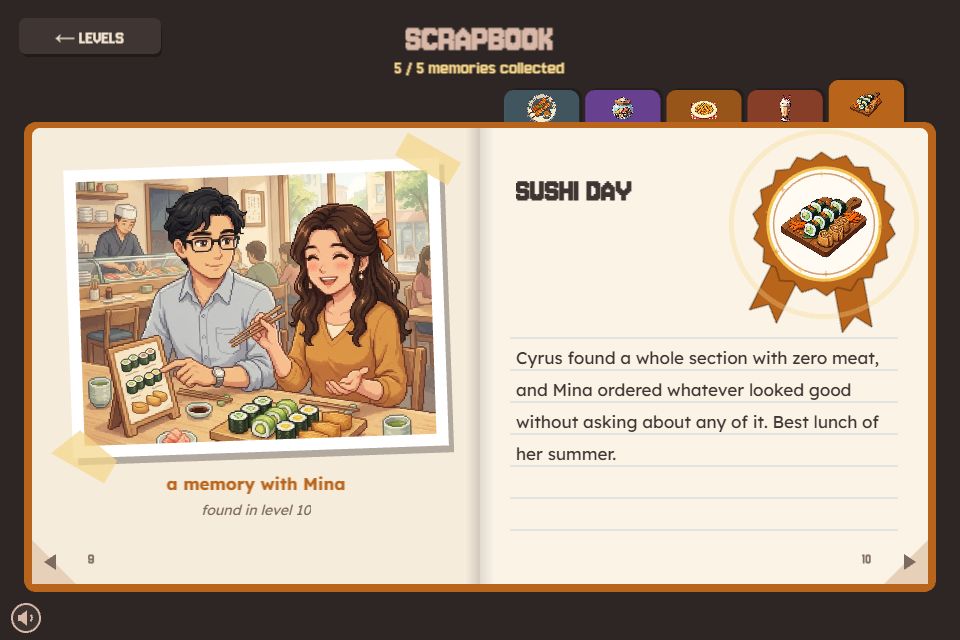 ← LEVELS
SCRAPBOOK
5 / 5 memories collected
SUSHI DAY
Cyrus found a whole section with zero meat,
and Mina ordered whatever looked good
without asking about any of it. Best lunch of
her summer.
a memory with Mina
found in level 10
9
10